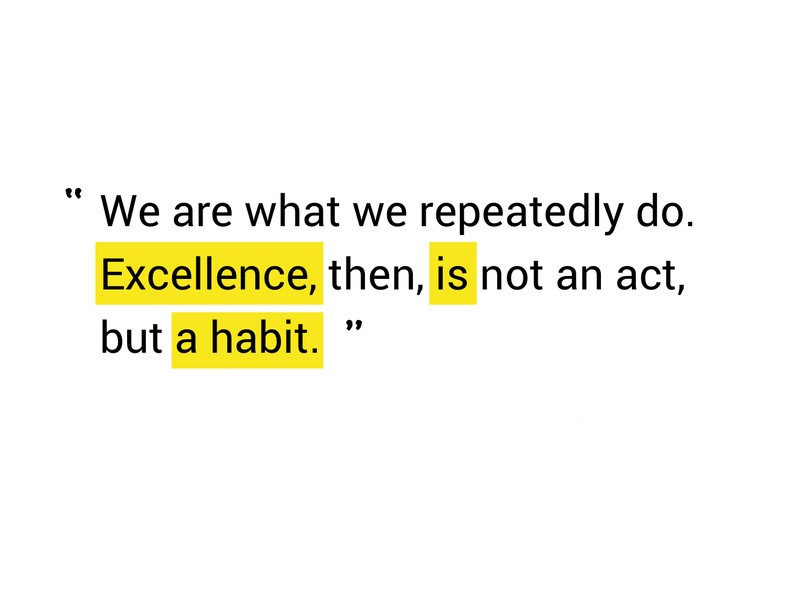 “ We are what we repeatedly do.
Excellence, then, is not an act,
but a habit. ”